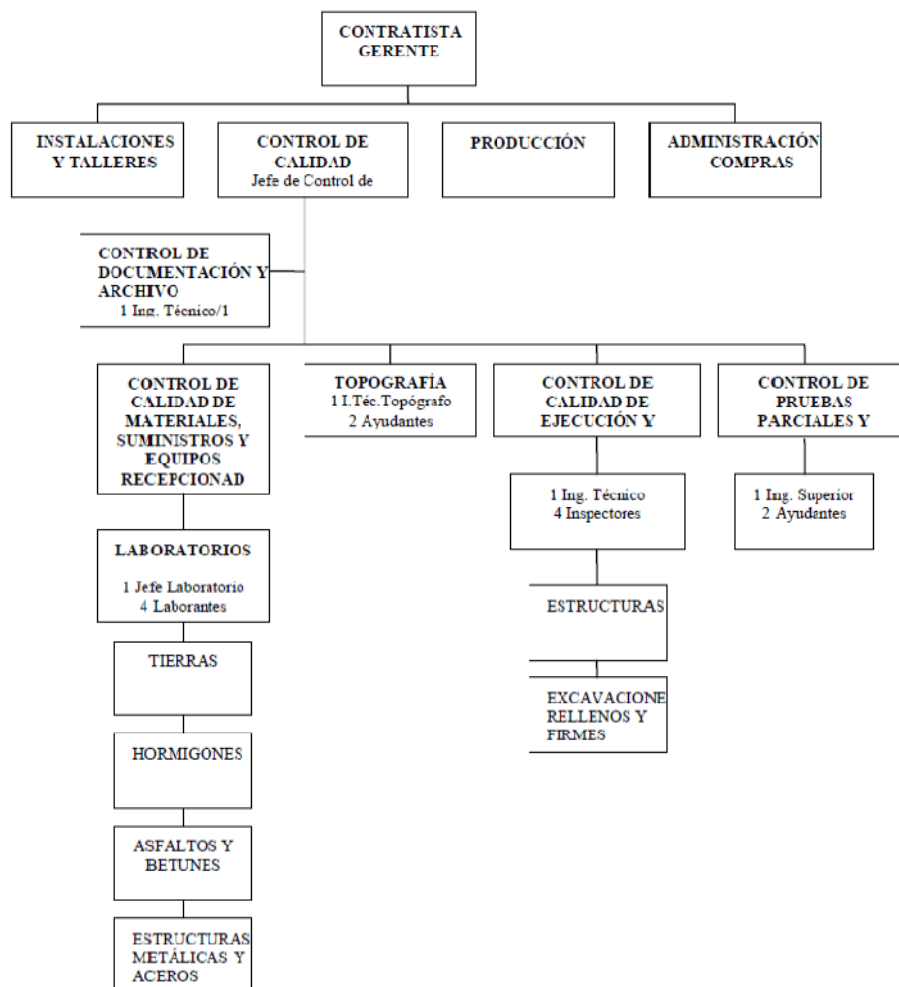 CONTRATISTA
GERENTE
INSTALACIONES
Y TALLERES
CONTROL DE
CALIDAD
Jefe de Control de
PRODUCCIÓN
ADMINISTRACIÓN
COMPRAS
CONTROL DE
DOCUMENTACIÓN Y
ARCHIVO
1 Ing. Técnico/1
CONTROL DE
CALIDAD DE
MATERIALES,
SUMINISTROS Y
EQUIPOS
RECEPCIONAD
TOPOGRAFÍA
1 I.Téc.Topógrafo
2 Ayudantes
CONTROL DE
CALIDAD DE
EJECUCIÓN Y
CONTROL DE
PRUEBAS
PARCIALES Y
1 Ing. Técnico
4 Inspectores
1 Ing. Superior
2 Ayudantes
LABORATORIOS
1 Jefe Laboratorio
4 Laborantes
ESTRUCTURAS
TIERRAS
EXCAVACIONE
RELLENOS Y
FIRMES
HORMIGONES
ASFALTOS Y
BETUNES
ESTRUCTURAS
METÁLICAS Y
ACEROS